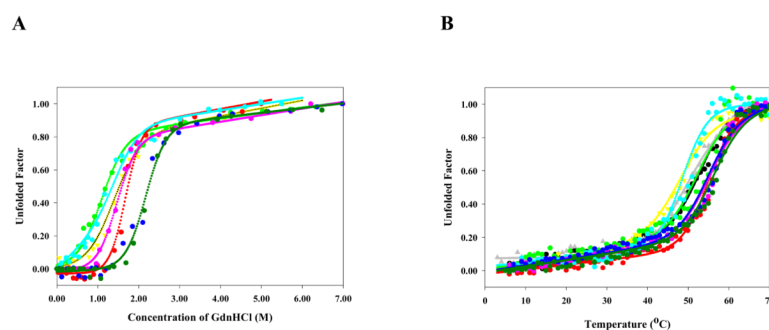 A
B
1.00
0.80
0.60
0.40
0.20
0.00
Unfolded Factor
0.00 1.00 2.00 3.00 4.00 5.00 6.00 7.00
Concentration of GdnHCl (M)
1.00
0.80
0.60
0.40
0.20
0.00
Unfolded Factor
0 10 20 30 40 50 60 70
Temperature (OC)